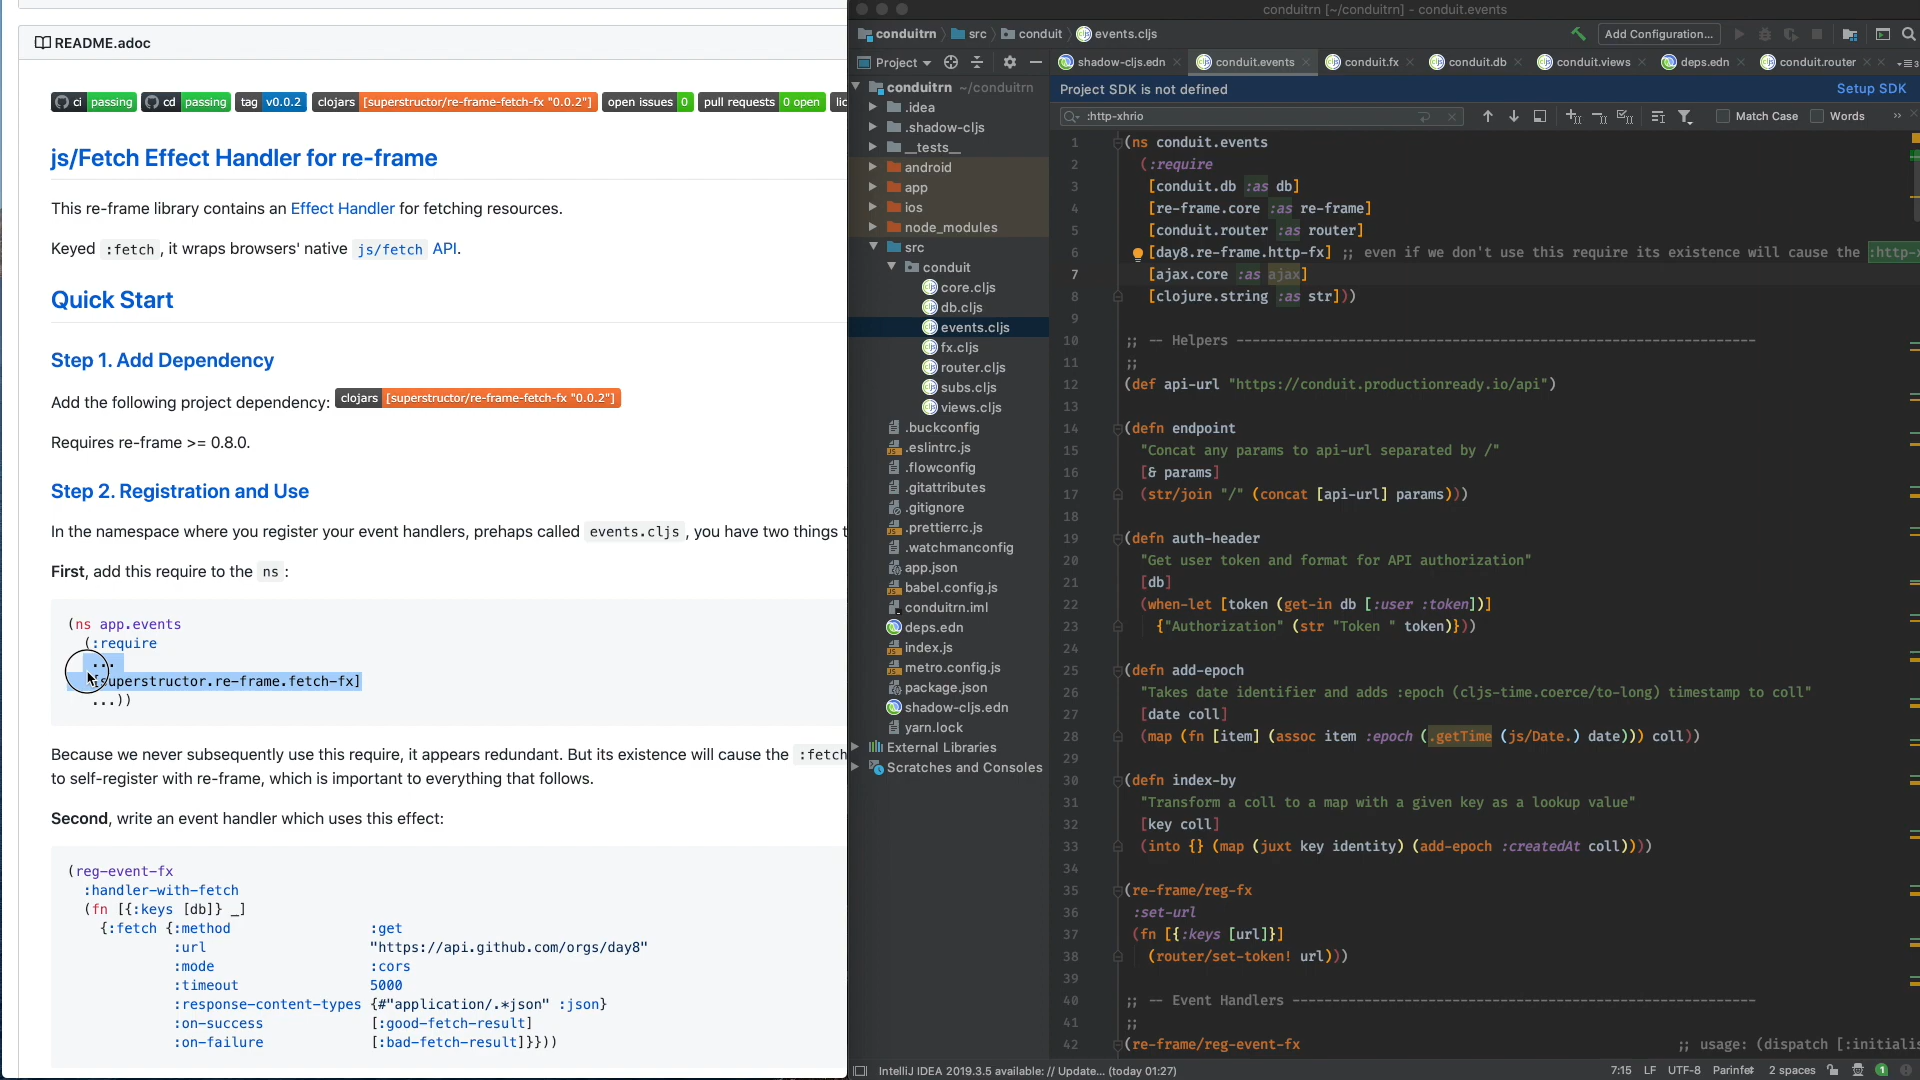 README.adoc
ci passing cd passing tag v0.0.2 clojars [superstructor/re-frame-fetch-fx "0.0.2"] open issues 0 pull requests 0 open lic
js/Fetch Effect Handler for re-frame
This re-frame library contains an Effect Handler for fetching resources.
Keyed :fetch , it wraps browsers' native js/fetch API.
Quick Start
Step 1. Add Dependency
Add the following project dependency: clojars [superstructor/re-frame-fetch-fx "0.0.2"]
Requires re-frame >= 0.8.0.
Step 2. Registration and Use
In the namespace where you register your event handlers, prehaps called events.cljs , you have two things t
First, add this require to the ns :
(ns app.events
(:require
...
[superstructor.re-frame.fetch-fx]
...))
Because we never subsequently use this require, it appears redundant. But its existence will cause the :fetch
to self-register with re-frame, which is important to everything that follows.
Second, write an event handler which uses this effect:
(reg-event-fx
:handler-with-fetch
(fn [{:keys [db]} _]
{:fetch {:method :get
:url "https://api.github.com/orgs/day8"
:mode :cors
:timeout 5000
:response-content-types {#"application/.*json" :json}
:on-success [:good-fetch-result]
:on-failure [:bad-fetch-result]}}))
conduitrn [~/conduitrn] - conduit.events
conduitrn src conduit events.cljs
Add Configuration...
Project
shadow-cljs.edn conduit.events conduit.fx conduit.db conduit.views deps.edn conduit.router
conduitrn ~/conduitrn
.idea
.shadow-cljs
__tests__
android
app
ios
node_modules
src
conduit
core.cljs
db.cljs
events.cljs
fx.cljs
router.cljs
subs.cljs
views.cljs
.buckconfig
.eslintrc.js
.flowconfig
.gitattributes
.gitignore
.prettierrc.js
.watchmanconfig
app.json
babel.config.js
conduitrn.iml
deps.edn
index.js
metro.config.js
package.json
shadow-cljs.edn
yarn.lock
External Libraries
Scratches and Consoles
Project SDK is not defined Setup SDK
:http-xhrio Match Case Words
1 (ns conduit.events
2 (:require
3 [conduit.db :as db]
4 [re-frame.core :as re-frame]
5 [conduit.router :as router]
6 [day8.re-frame.http-fx] ;; even if we don't use this require its existence will cause the :http-x
7 [ajax.core :as ajax]
8 [clojure.string :as str]))
9
10 ;; -- Helpers -----------------------------------------------------------------
11 ;;
12 (def api-url "https://conduit.productionready.io/api")
13
14 (defn endpoint
15 "Concat any params to api-url separated by /"
16 [& params]
17 (str/join "/" (concat [api-url] params)))
18
19 (defn auth-header
20 "Get user token and format for API authorization"
21 [db]
22 (when-let [token (get-in db [:user :token])]
23 {"Authorization" (str "Token " token)}))
24
25 (defn add-epoch
26 "Takes date identifier and adds :epoch (cljs-time.coerce/to-long) timestamp to coll"
27 [date coll]
28 (map (fn [item] (assoc item :epoch (.getTime (js/Date.) date))) coll))
29
30 (defn index-by
31 "Transform a coll to a map with a given key as a lookup value"
32 [key coll]
33 (into {} (map (juxt key identity) (add-epoch :createdAt coll))))
34
35 (re-frame/reg-fx
36 :set-url
37 (fn [{:keys [url]}]
38 (router/set-token! url)))
39
40 ;; -- Event Handlers ----------------------------------------------------------
41 ;;
42 (re-frame/reg-event-fx ;; usage: (dispatch [:initialis
IntelliJ IDEA 2019.3.5 available: // Update... (today 01:27) 7:15 LF UTF-8 Parinfer 2 spaces 1